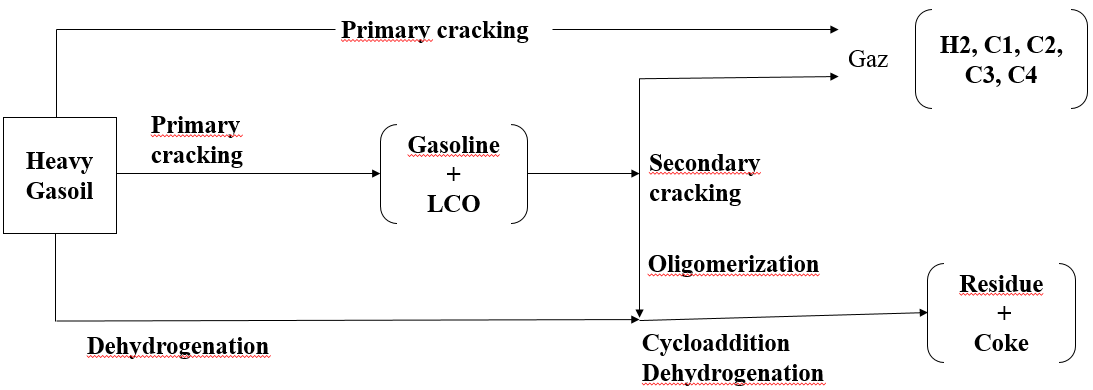 Primary cracking
Gaz
H2, C1, C2,
C3, C4
Heavy
Gasoil
Primary
cracking
Gasoline
+
LCO
Secondary
cracking
Oligomerization
Residue
+
Coke
Dehydrogenation
Cycloaddition
Dehydrogenation